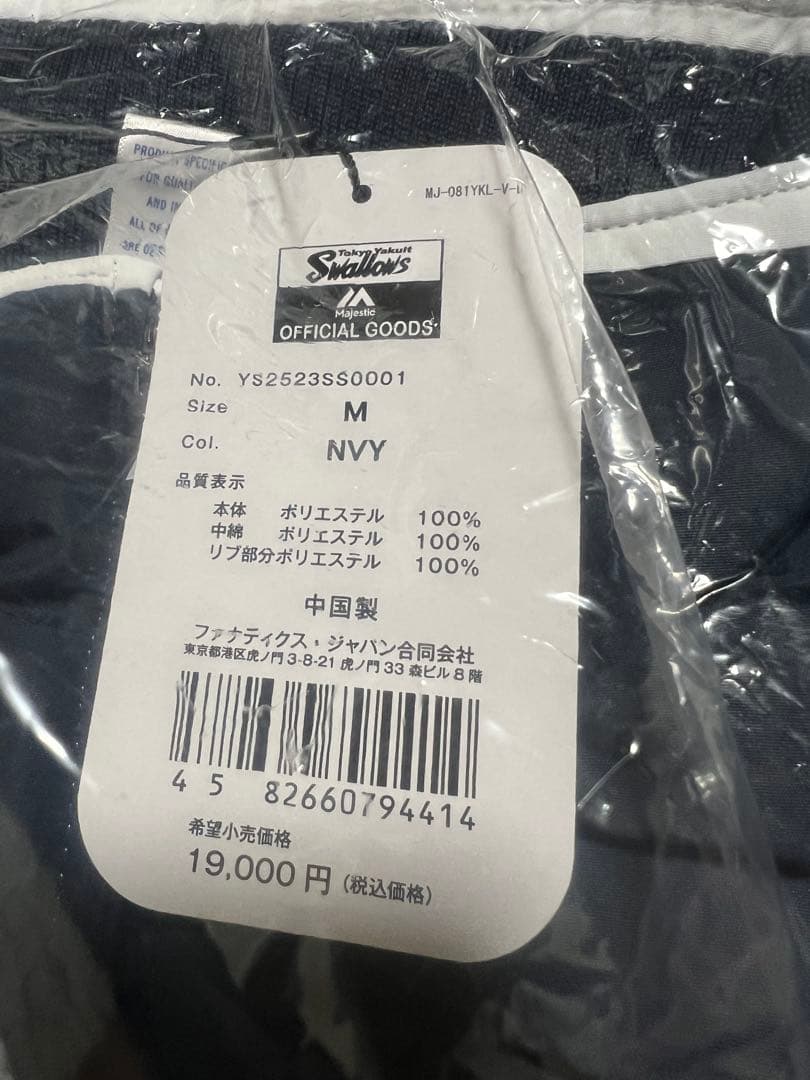 MJ-081YKL-V-
Tokyo Yakult
Swallows
Majestic
OFFICIAL GOODS
No. YS2523SS0001
Size M
Col. NVY
品質表示
本体 ポリエステル 100%
中綿 ポリエステル 100%
リブ部分ポリエステル 100%
中国製
ファナティクス・ジャパン合同会社
東京都港区虎ノ門 3-8-21 虎ノ門 33 森ビル 8 階
4 5 82660794414
希望小売価格
19,000 円 (税込価格)
AND
ALL OF